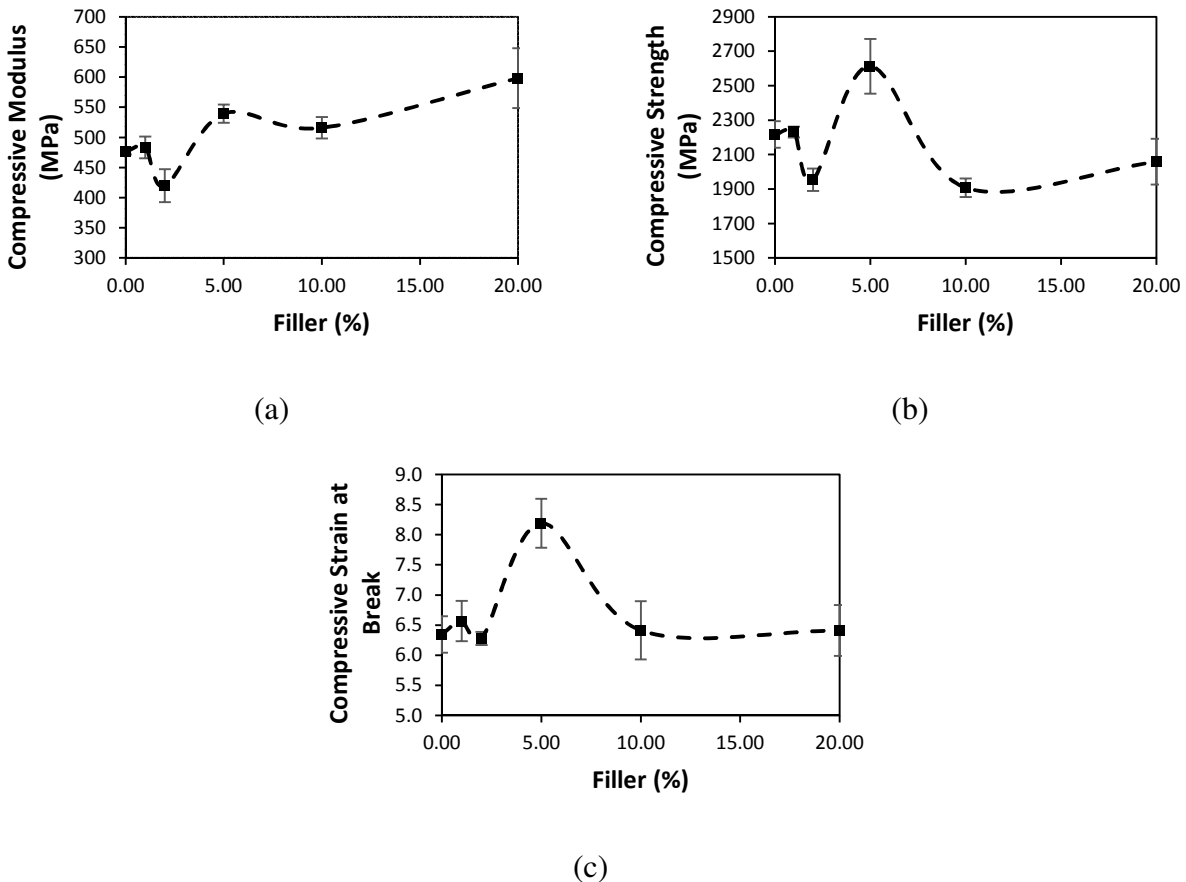 Compressive Modulus
(MPa)
700
650
600
550
500
450
400
350
300
0.00 5.00 10.00 15.00 20.00
Filler (%)
(a)
Compressive Strength
(MPa)
2900
2700
2500
2300
2100
1900
1700
1500
0.00 5.00 10.00 15.00 20.00
Filler (%)
(b)
Compressive Strain at
Break
9.0
8.5
8.0
7.5
7.0
6.5
6.0
5.5
5.0
0.00 5.00 10.00 15.00 20.00
Filler (%)
(c)